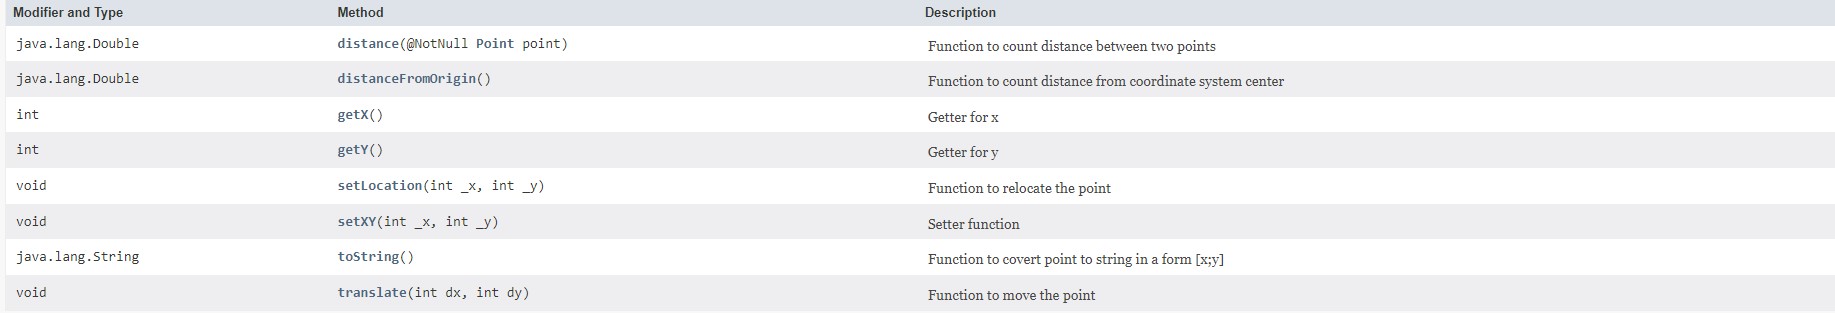 Modifier and Type Method Description
java.lang.Double distance(@NotNull Point point) Function to count distance between two points
java.lang.Double distanceFromOrigin() Function to count distance from coordinate system center
int getX() Getter for x
int getY() Getter for y
void setLocation(int _x, int _y) Function to relocate the point
void setXY(int _x, int _y) Setter function
java.lang.String toString() Function to covert point to string in a form [x;y]
void translate(int dx, int dy) Function to move the point